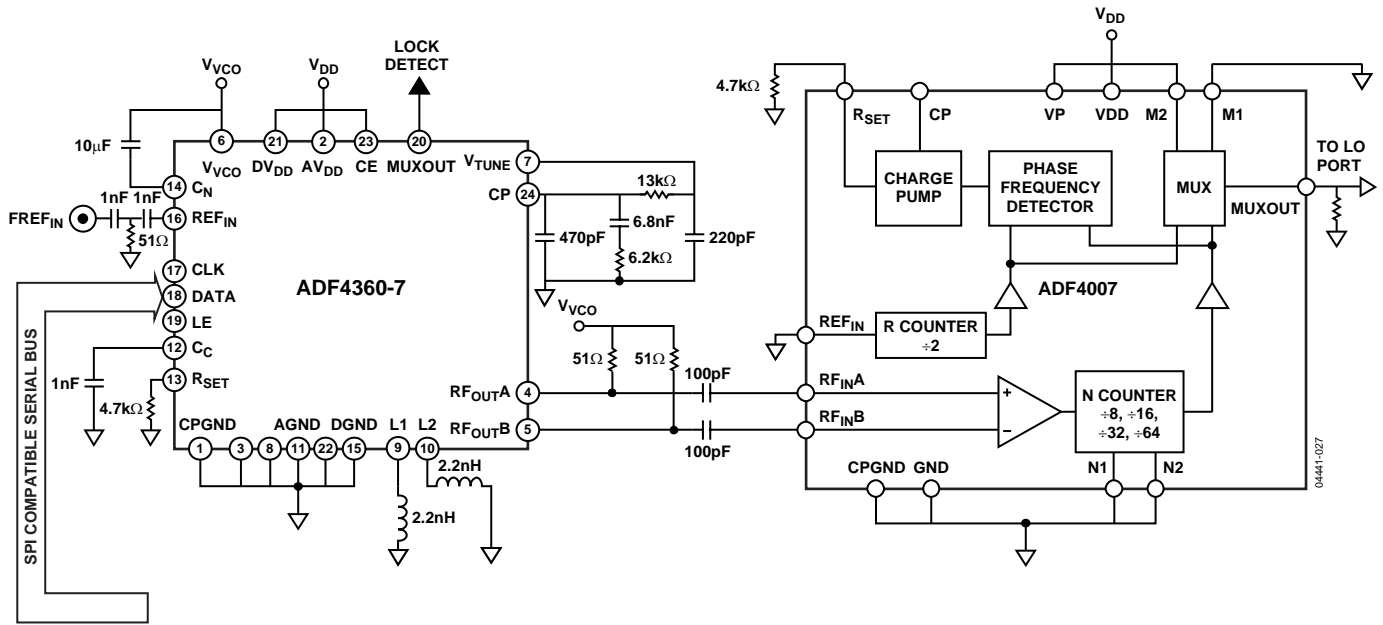 LOCK
DETECT
V_VCO
V_DD
10μF
6
21
2
23
20
V_VCO
DV_DD
AV_DD
CE
MUXOUT
V_TUNE
7
14
C_N
CP
24
13kΩ
1nF
1nF
FREF_IN
16
REF_IN
51Ω
470pF
6.8nF
220pF
6.2kΩ
17
CLK
18
DATA
19
LE
ADF4360-7
12
C_C
1nF
13
R_SET
4.7kΩ
V_VCO
51Ω
51Ω
100pF
RF_OUTA
4
RF_OUTB
5
100pF
CPGND
AGND
DGND
L1
L2
1
3
8
11
22
15
9
10
2.2nH
2.2nH
SPI COMPATIBLE SERIAL BUS
V_DD
4.7kΩ
R_SET
CP
VP
VDD
M2
M1
CHARGE
PUMP
PHASE
FREQUENCY
DETECTOR
MUX
MUXOUT
TO LO
PORT
ADF4007
REF_IN
R COUNTER
÷2
RF_INA
+
RF_INB
−
N COUNTER
÷8, ÷16,
÷32, ÷64
CPGND
GND
N1
N2
04441-027